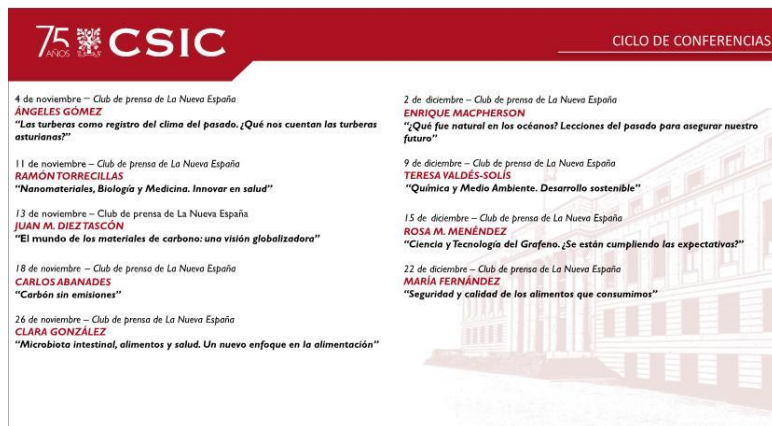 75 AÑOS CSIC
CICLO DE CONFERENCIAS
4 de noviembre – Club de prensa de La Nueva España
ÁNGELES GÓMEZ
“Las turberas como registro del clima del pasado. ¿Qué nos cuentan las turberas
asturianas?”
11 de noviembre – Club de prensa de La Nueva España
RAMÓN TORRECILLAS
“Nanomateriales, Biología y Medicina. Innovar en salud”
13 de noviembre – Club de prensa de La Nueva España
JUAN M. DIEZ TASCÓN
“El mundo de los materiales de carbono: una visión globalizadora”
18 de noviembre – Club de prensa de La Nueva España
CARLOS ABANADES
“Carbón sin emisiones”
26 de noviembre – Club de prensa de La Nueva España
CLARA GONZÁLEZ
“Microbiota intestinal, alimentos y salud. Un nuevo enfoque en la alimentación”
2 de diciembre – Club de prensa de La Nueva España
ENRIQUE MACPHERSON
“¿Qué fue natural en los océanos? Lecciones del pasado para asegurar nuestro
futuro”
9 de diciembre – Club de prensa de La Nueva España
TERESA VALDÉS-SOLÍS
“Química y Medio Ambiente. Desarrollo sostenible”
15 de diciembre – Club de prensa de La Nueva España
ROSA M. MENÉNDEZ
“Ciencia y Tecnología del Grafeno. ¿Se están cumpliendo las expectativas?”
22 de diciembre – Club de prensa de La Nueva España
MARÍA FERNÁNDEZ
“Seguridad y calidad de los alimentos que consumimos”